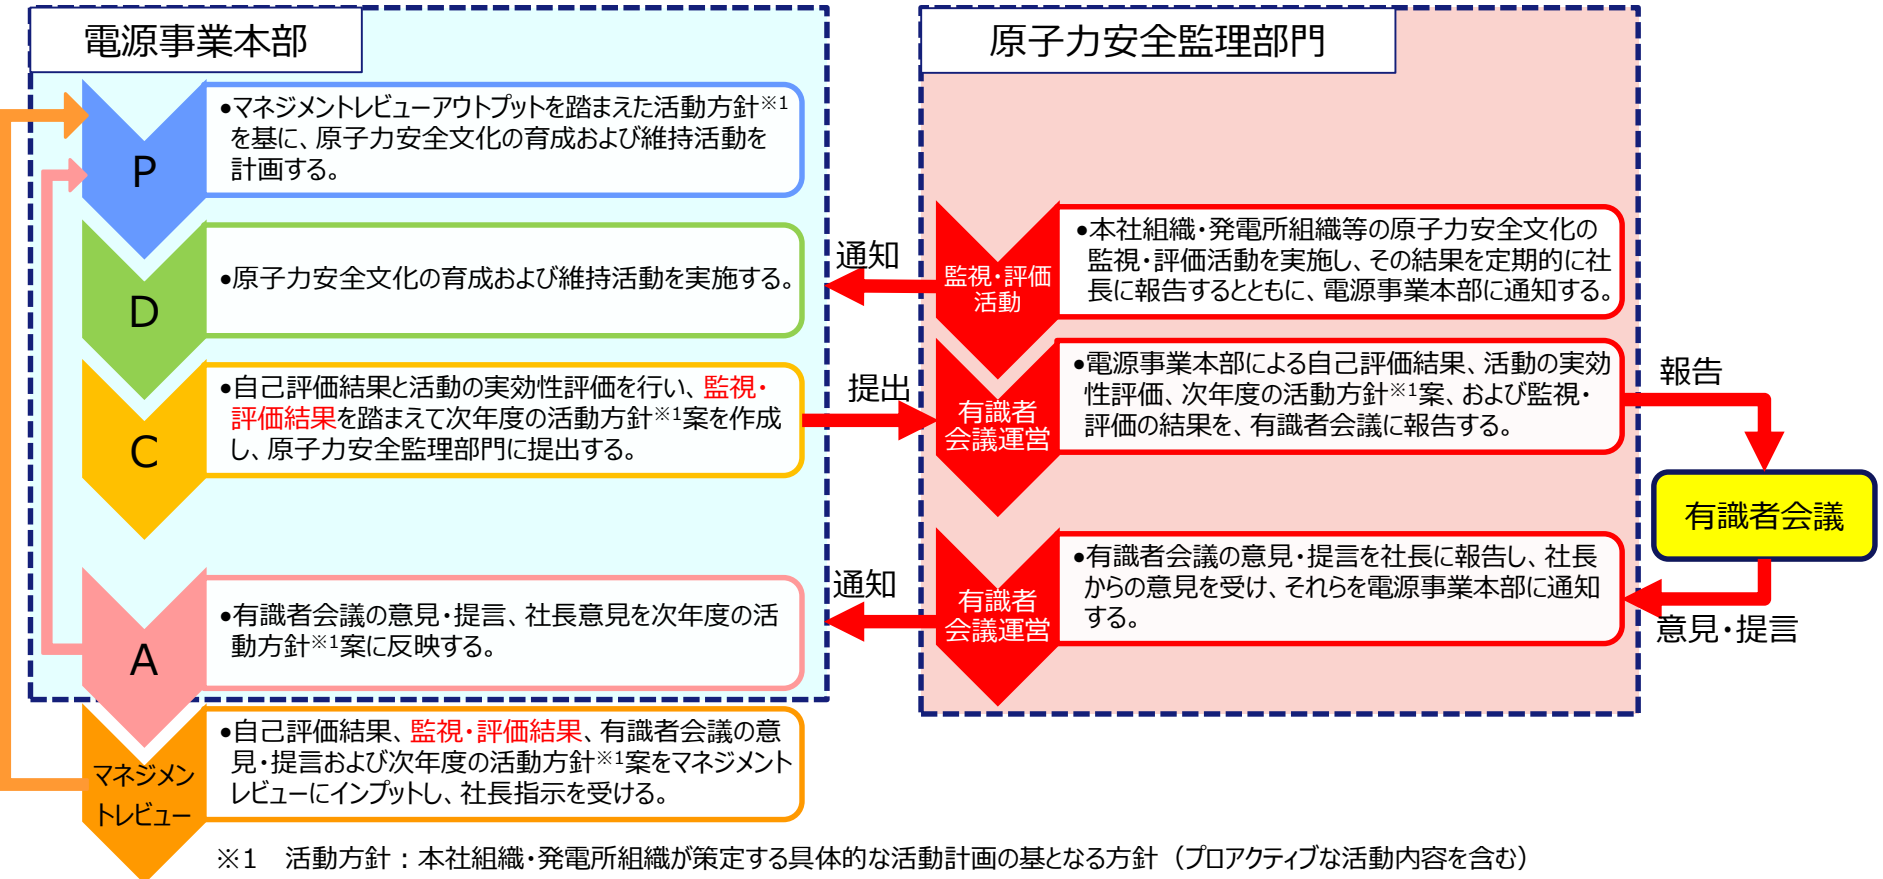 電源事業本部
P
●マネジメントレビューアウトプットを踏まえた活動方針※1
を基に、原子力安全文化の育成および維持活動を
計画する。
D
●原子力安全文化の育成および維持活動を実施する。
C
●自己評価結果と活動の実効性評価を行い、監視・
評価結果を踏まえて次年度の活動方針※1案を作成
し、原子力安全監理部門に提出する。
A
●有識者会議の意見・提言、社長意見を次年度の活
動方針※1案に反映する。
マネジメン
トレビュー
●自己評価結果、監視・評価結果、有識者会議の意
見・提言および次年度の活動方針※1案をマネジメント
レビューにインプットし、社長指示を受ける。
通知
提出
通知
原子力安全監理部門
監視・評価
活動
●本社組織・発電所組織等の原子力安全文化の
監視・評価活動を実施し、その結果を定期的に社
長に報告するとともに、電源事業本部に通知する。
有識者
会議運営
●電源事業本部による自己評価結果、活動の実効
性評価、次年度の活動方針※1案、および監視・
評価の結果を、有識者会議に報告する。
有識者
会議運営
●有識者会議の意見・提言を社長に報告し、社長
からの意見を受け、それらを電源事業本部に通知
する。
報告
有識者会議
意見・提言
※1 活動方針：本社組織・発電所組織が策定する具体的な活動計画の基となる方針（プロアクティブな活動内容を含む）